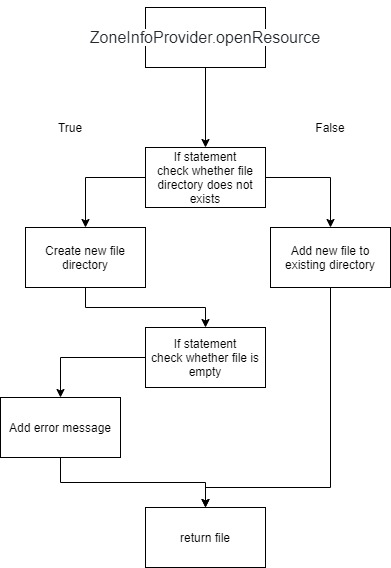 ZoneInfoProvider.openResource
True
False
If statement
check whether file
directory does not
exists
Create new file
directory
Add new file to
existing directory
If statement
check whether file is
empty
Add error message
return file